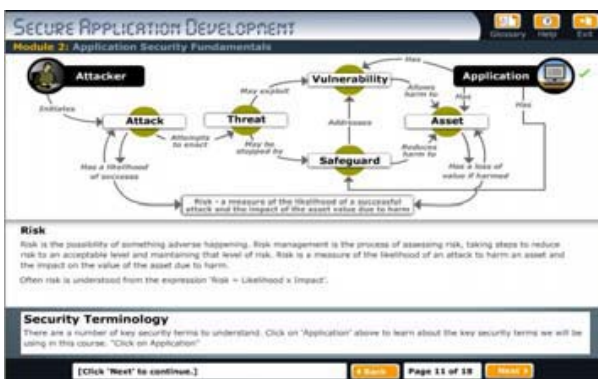 SECURE APPLICATION DEVELOPMENT
Glossary Help Exit
Module 2: Application Security Fundamentals
Attacker
Vulnerability
Has
Application
Initiates
May exploit
Allows
harm to
Has
Has
Attack
Threat
Addresses
Asset
Attempts
to enact
May be
stopped by
Reduces
harm to
Has a likelihood
of success
Safeguard
Has a loss of
value if harmed
Risk - a measure of the likelihood of a successful
attack and the impact of the asset value due to harm
Risk
Risk is the possibility of something adverse happening. Risk management is the process of assessing risk, taking steps to reduce
risk to an acceptable level and maintaining that level of risk. Risk is a measure of the likelihood of an attack to harm an asset and
the impact on the value of the asset due to harm.
Often risk is understood from the expression 'Risk = Likelihood x Impact'.
Security Terminology
There are a number of key security terms to understand. Click on 'Application' above to learn about the key security terms we will be
using in this course. "Click on Application"
[Click 'Next' to continue.]
Back
Page 11 of 18
Next